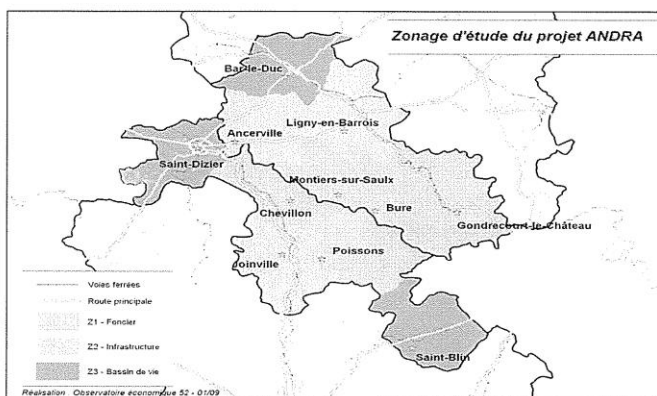 Zonage d'étude du projet ANDRA
Bar-le-Duc
Ligny-en-Barrois
Ancerville
Saint-Dizier
Montiers-sur-Saulx
Chevillon
Bure
Gondrecourt-le-Château
Poissons
Joinville
Saint-Blin
Voies ferrées
Route principale
Z1 - Foncier
Z2 - Infrastructure
Z3 - Bassin de vie
Réalisation : Observatoire économique 52 - 01/09